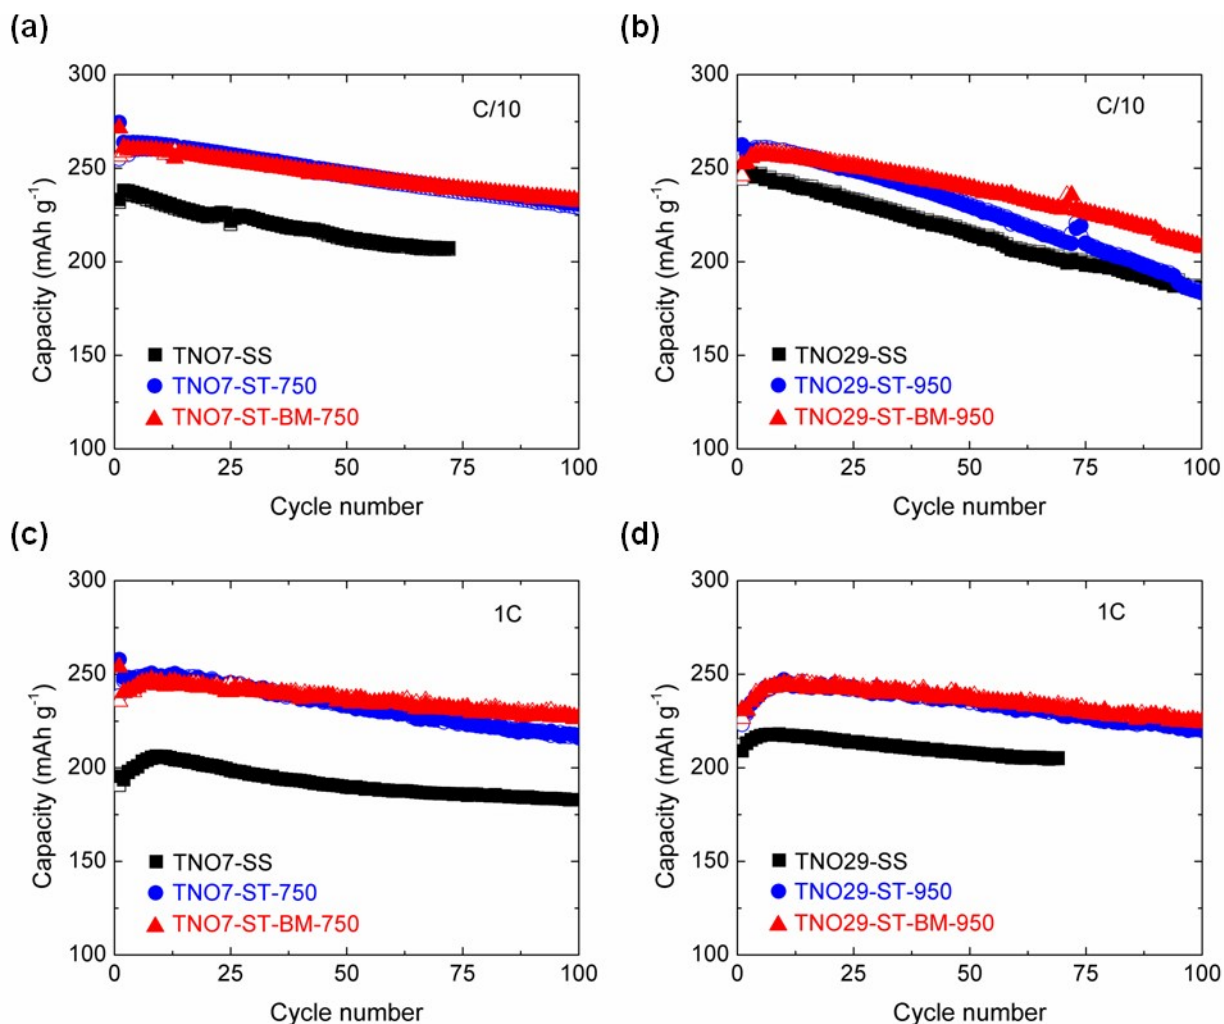 (a)
300
250
200
150
100
Capacity (mAh g⁻¹)
C/10
TNO7-SS
TNO7-ST-750
TNO7-ST-BM-750
0 25 50 75 100
Cycle number
(b)
300
250
200
150
100
Capacity (mAh g⁻¹)
C/10
TNO29-SS
TNO29-ST-950
TNO29-ST-BM-950
0 25 50 75 100
Cycle number
(c)
300
250
200
150
100
Capacity (mAh g⁻¹)
1C
TNO7-SS
TNO7-ST-750
TNO7-ST-BM-750
0 25 50 75 100
Cycle number
(d)
300
250
200
150
100
Capacity (mAh g⁻¹)
1C
TNO29-SS
TNO29-ST-950
TNO29-ST-BM-950
0 25 50 75 100
Cycle number